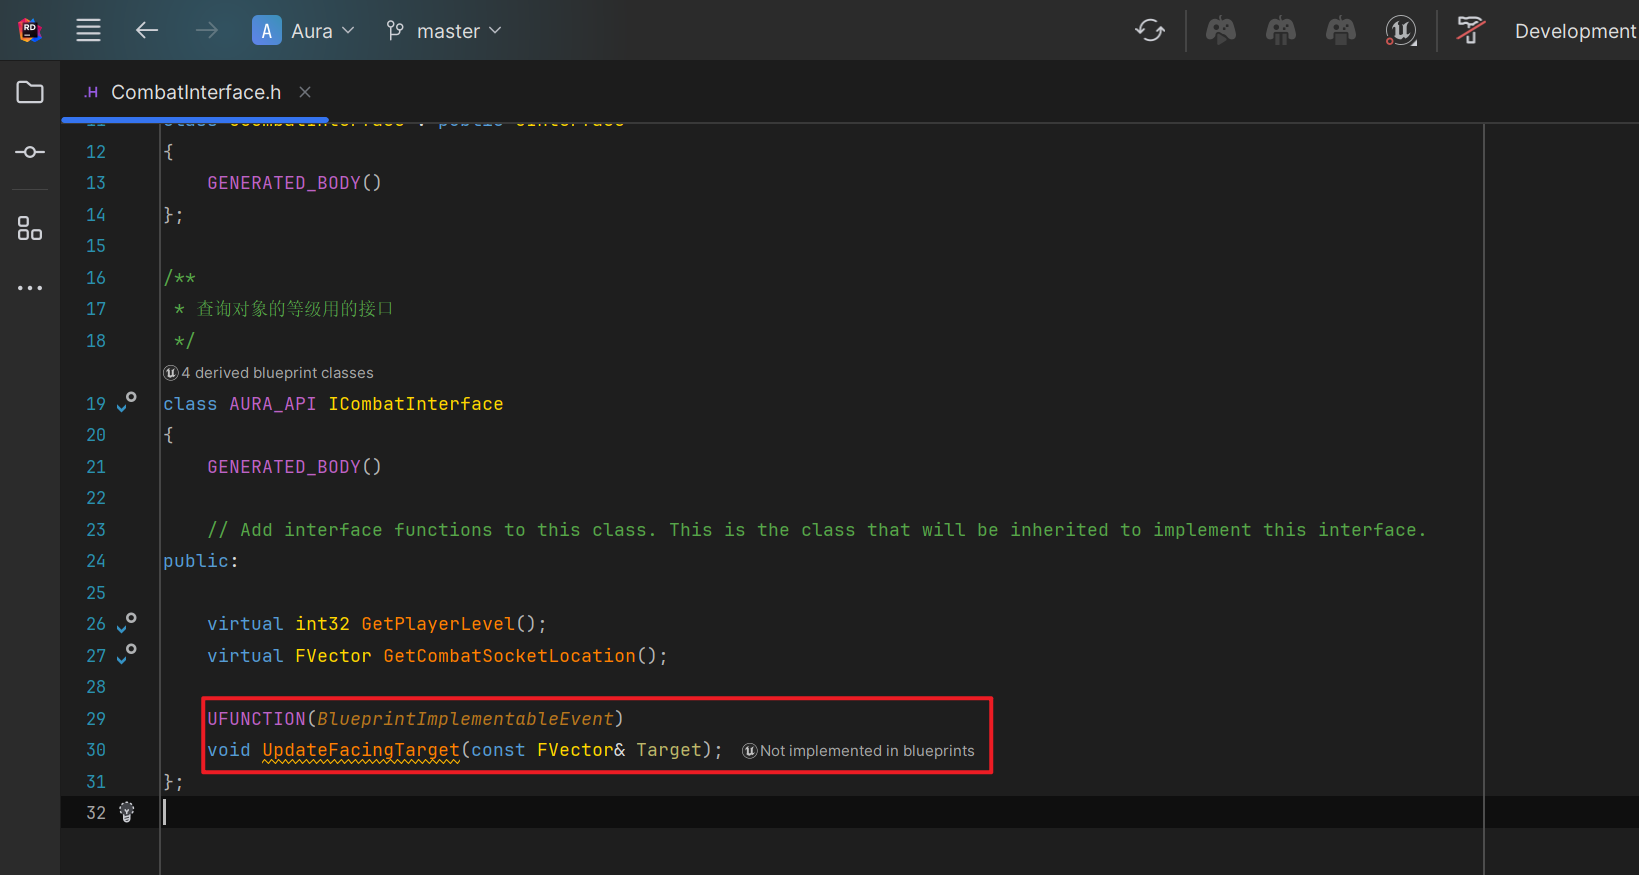 RD
A Aura master Development
.H CombatInterface.h
12 {
13 GENERATED_BODY()
14 };
15
16 /**
17 * 查询对象的等级用的接口
18 */
4 derived blueprint classes
19 class AURA_API ICombatInterface
20 {
21 GENERATED_BODY()
22
23 // Add interface functions to this class. This is the class that will be inherited to implement this interface.
24 public:
25
26 virtual int32 GetPlayerLevel();
27 virtual FVector GetCombatSocketLocation();
28
29 UFUNCTION(BlueprintImplementableEvent)
30 void UpdateFacingTarget(const FVector& Target); Not implemented in blueprints
31 };
32